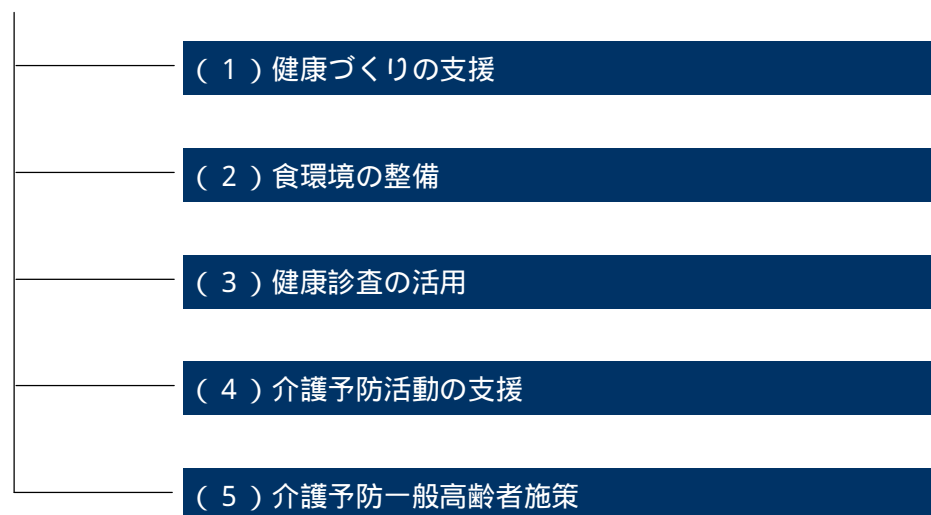 (1)健康づくりの支援
(2)食環境の整備
(3)健康診査の活用
(4)介護予防活動の支援
(5)介護予防一般高齢者施策